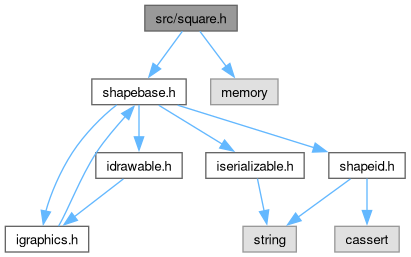 src/square.h
shapebase.h
memory
idrawable.h
iserializable.h
shapeid.h
igraphics.h
string
cassert